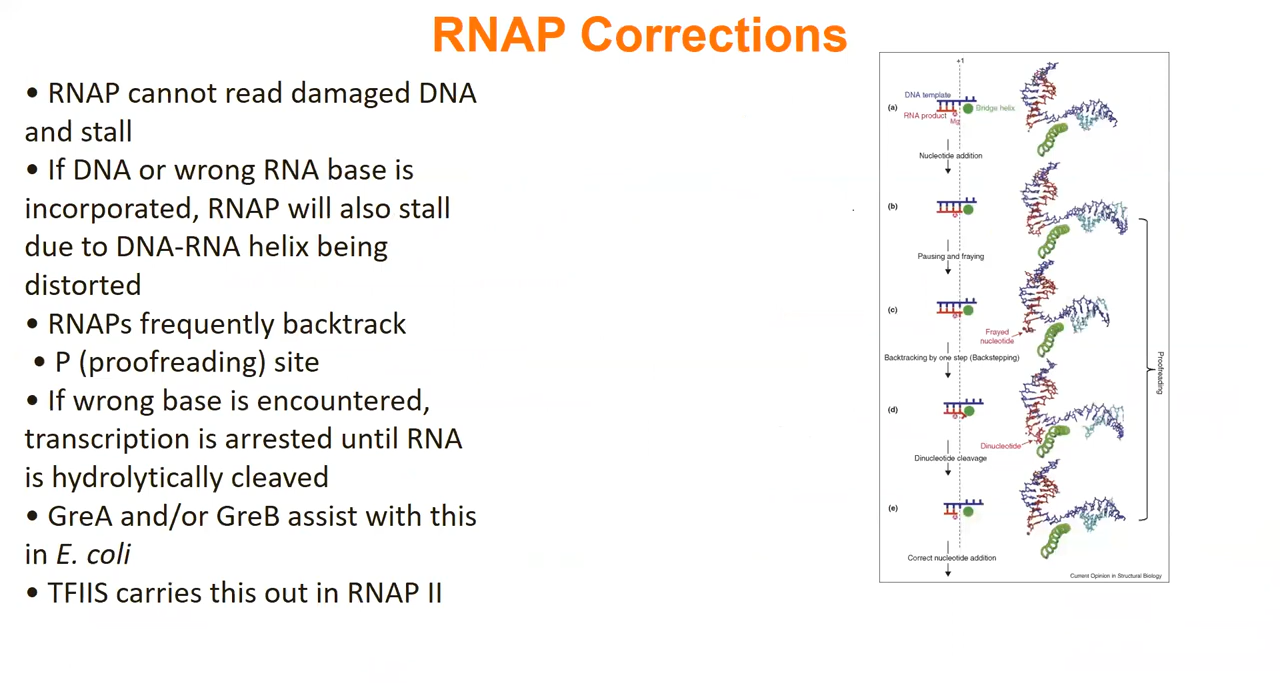 RNAP Corrections
• RNAP cannot read damaged DNA
and stall
• If DNA or wrong RNA base is
incorporated, RNAP will also stall
due to DNA-RNA helix being
distorted
• RNAPs frequently backtrack
• P (proofreading) site
• If wrong base is encountered,
transcription is arrested until RNA
is hydrolytically cleaved
• GreA and/or GreB assist with this
in E. coli
• TFIIS carries this out in RNAP II
+1
(a)
DNA template
Bridge helix
RNA product
Mg
Nucleotide addition
(b)
Pausing and fraying
(c)
Frayed
nucleotide
Backtracking by one step (Backstepping)
(d)
Dinucleotide
Dinucleotide cleavage
(e)
Correct nucleotide addition
Proofreading
Current Opinion in Structural Biology